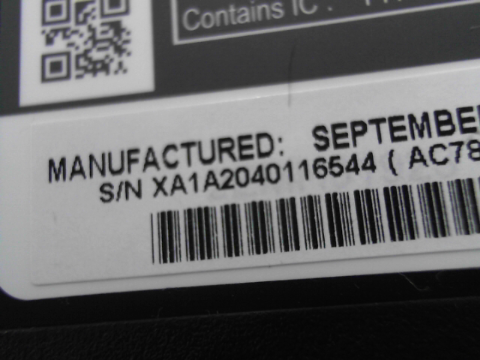 Contains IC :
MANUFACTURED: SEPTEMBE
S/N XA1A2040116544 ( AC78